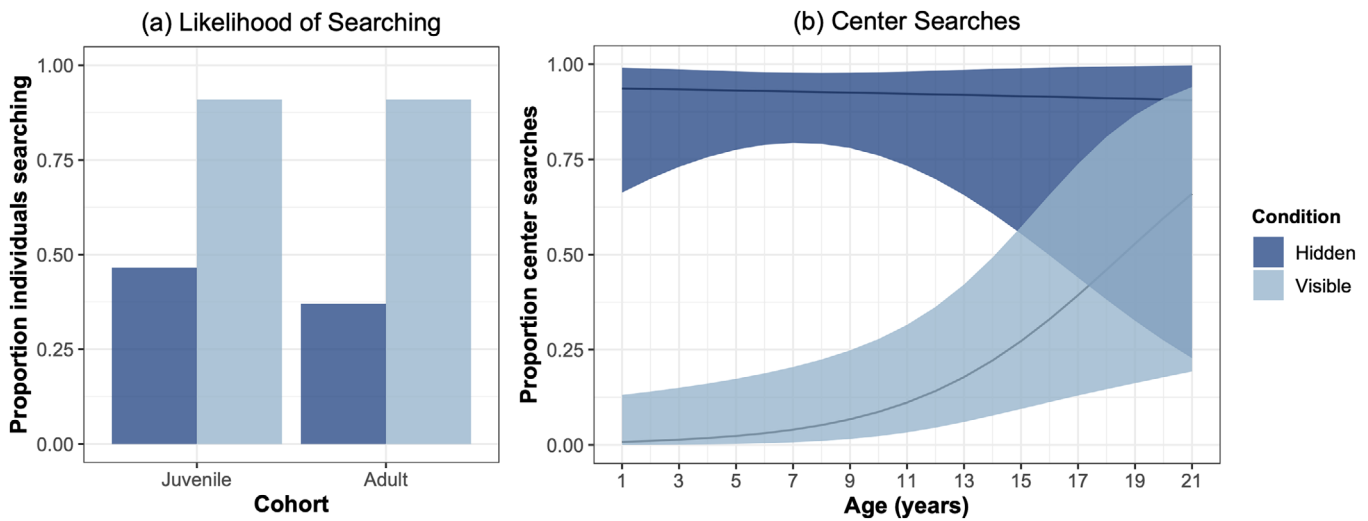 (a) Likelihood of Searching
Proportion individuals searching
1.00
0.75
0.50
0.25
0.00
Juvenile Adult
Cohort
(b) Center Searches
Proportion center searches
1.00
0.75
0.50
0.25
0.00
1 3 5 7 9 11 13 15 17 19 21
Age (years)
Condition
Hidden
Visible